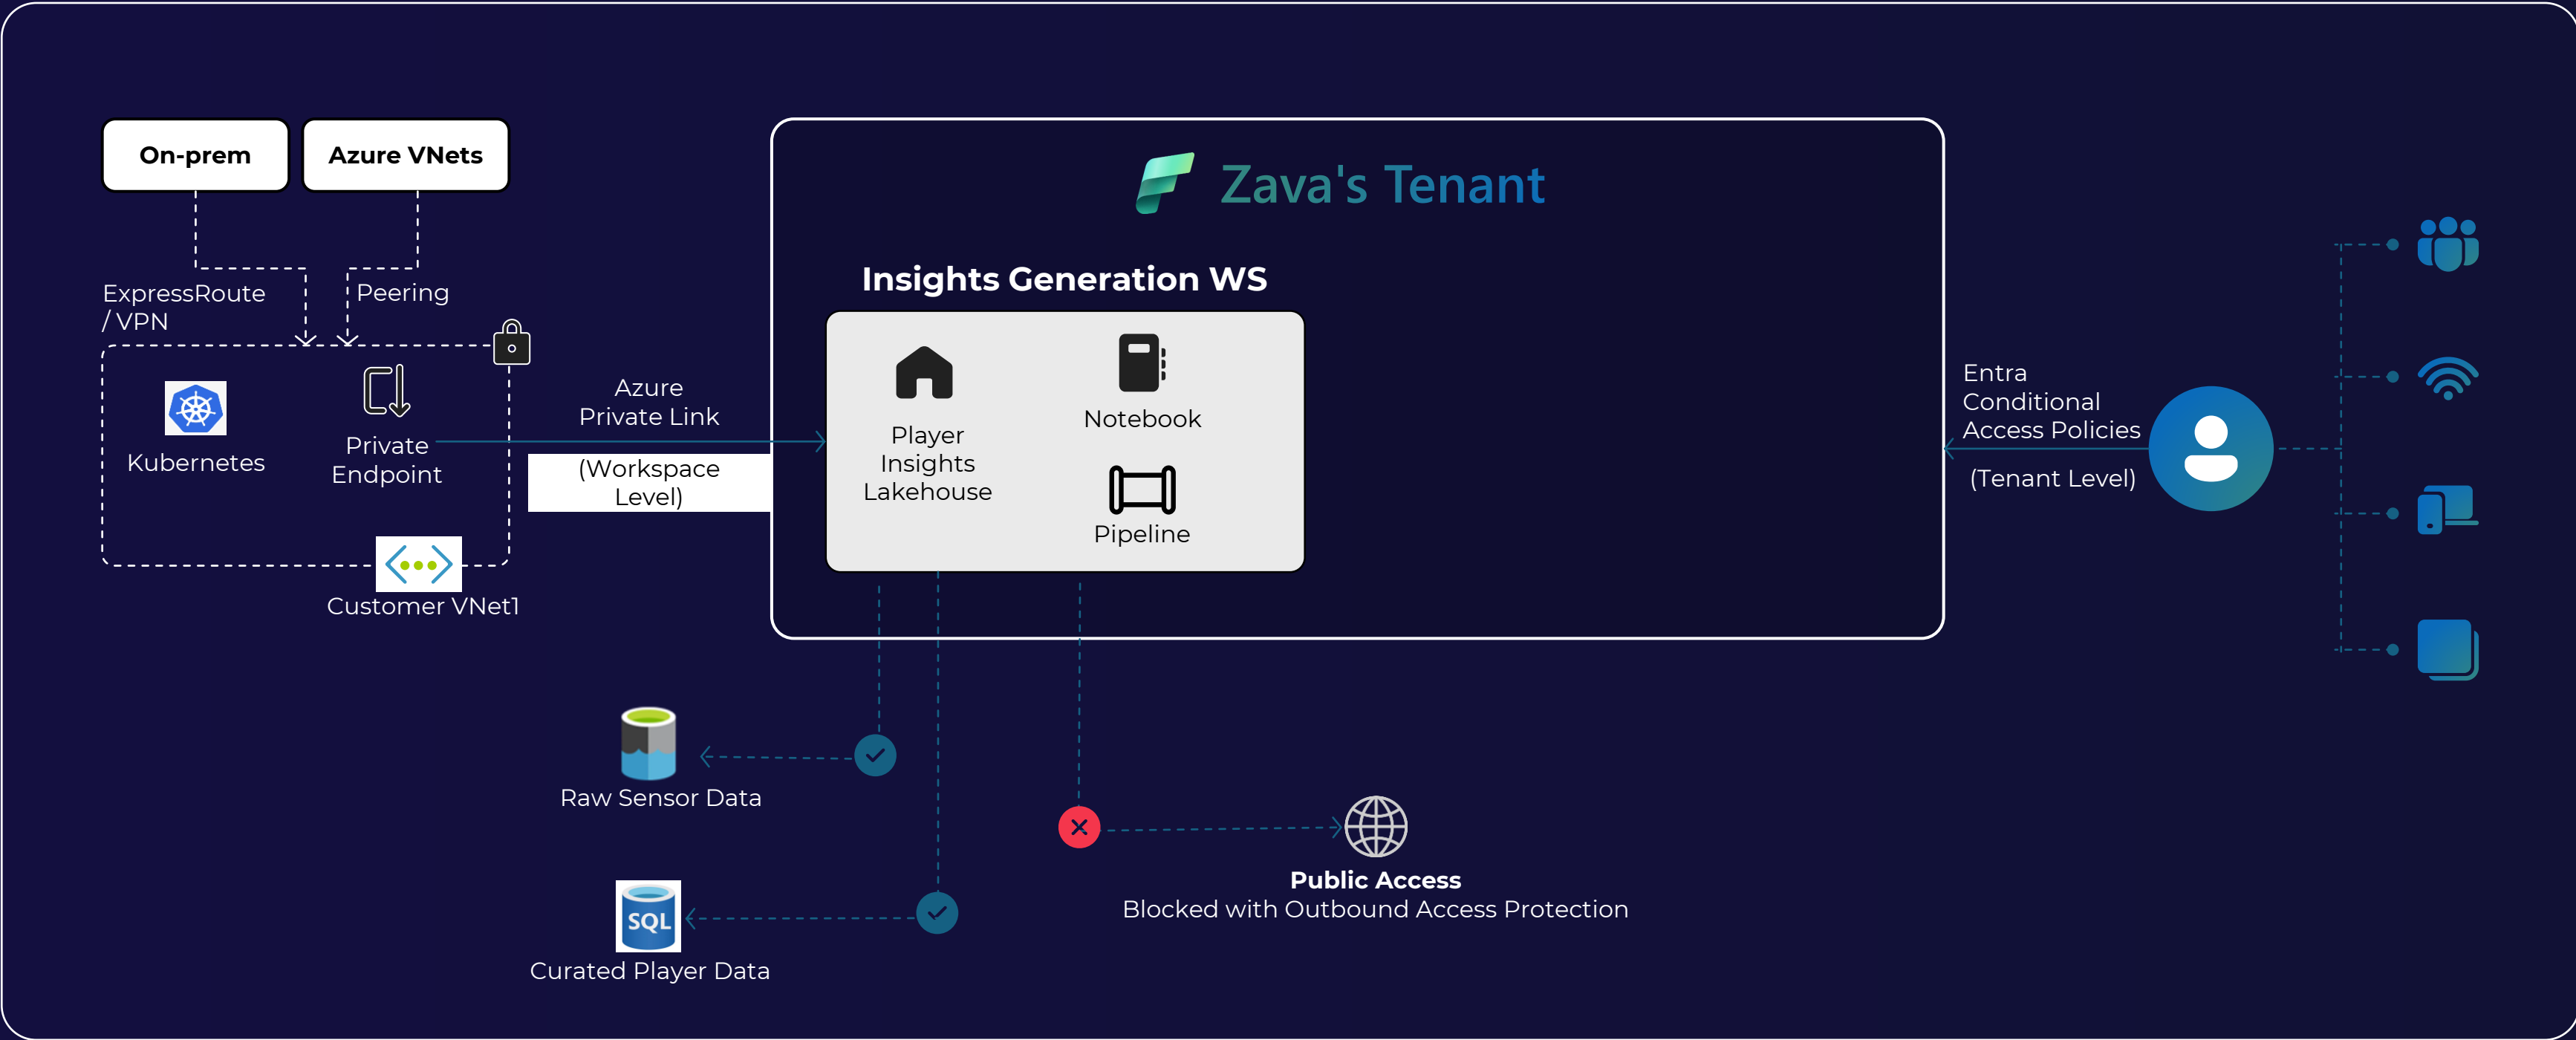 On-prem
Azure VNets
Zava's Tenant
ExpressRoute
/ VPN
Peering
Insights Generation WS
Kubernetes
Private
Endpoint
Customer VNet1
Azure
Private Link
(Workspace
Level)
Player
Insights
Lakehouse
Notebook
Pipeline
Entra
Conditional
Access Policies
(Tenant Level)
Raw Sensor Data
SQL
Curated Player Data
Public Access
Blocked with Outbound Access Protection